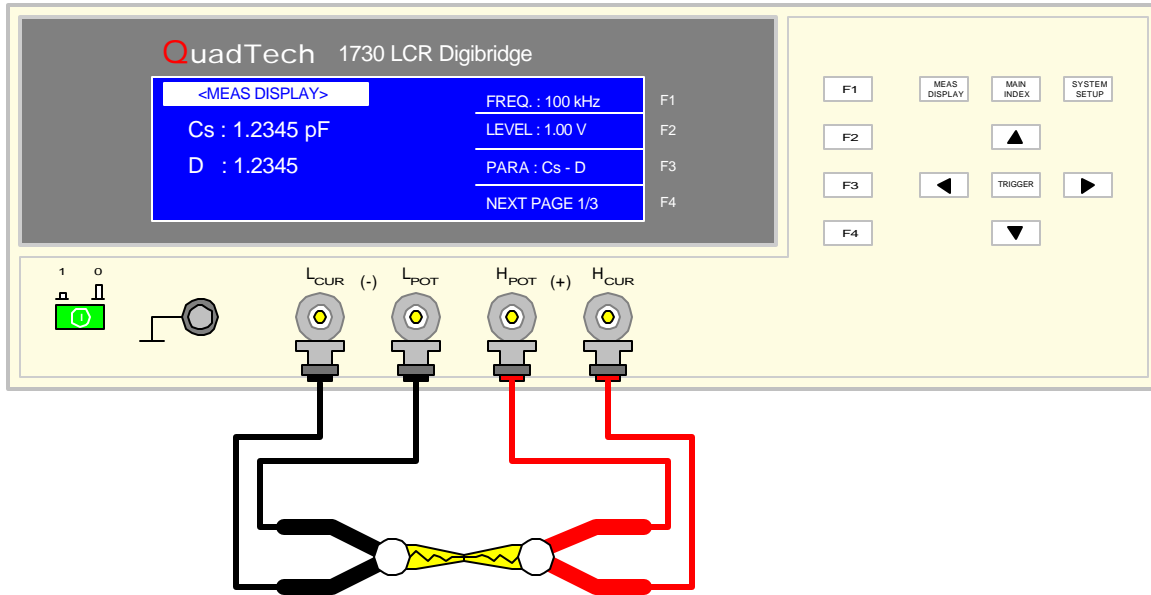 QuadTech 1730 LCR Digibridge
<MEAS DISPLAY>
Cs : 1.2345 pF
D : 1.2345
FREQ. : 100 kHz
LEVEL : 1.00 V
PARA : Cs - D
NEXT PAGE 1/3
F1
F2
F3
F4
F1
F2
F3
F4
MEAS
DISPLAY
MAIN
INDEX
SYSTEM
SETUP
TRIGGER
1 0
LCUR (-) LPOT HPOT (+) HCUR